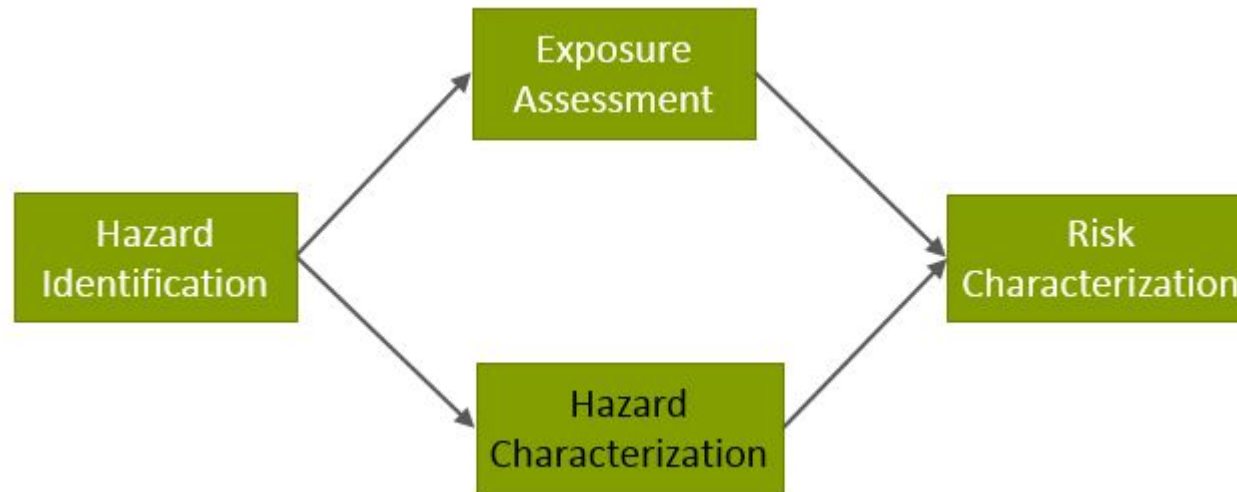 Exposure
Assessment
Hazard
Identification
Risk
Characterization
Hazard
Characterization